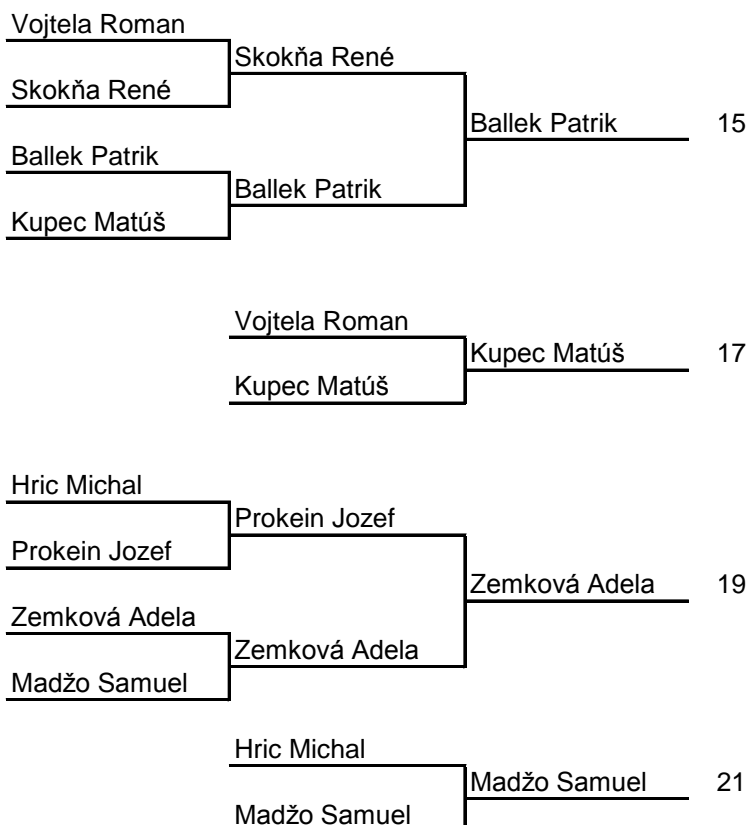 Vojtela Roman
Skokňa René
Skokňa René
Ballek Patrik 15
Ballek Patrik
Ballek Patrik
Kupec Matúš
Vojtela Roman
Kupec Matúš 17
Kupec Matúš
Hric Michal
Prokein Jozef
Prokein Jozef
Zemková Adela 19
Zemková Adela
Zemková Adela
Madžo Samuel
Hric Michal
Madžo Samuel 21
Madžo Samuel